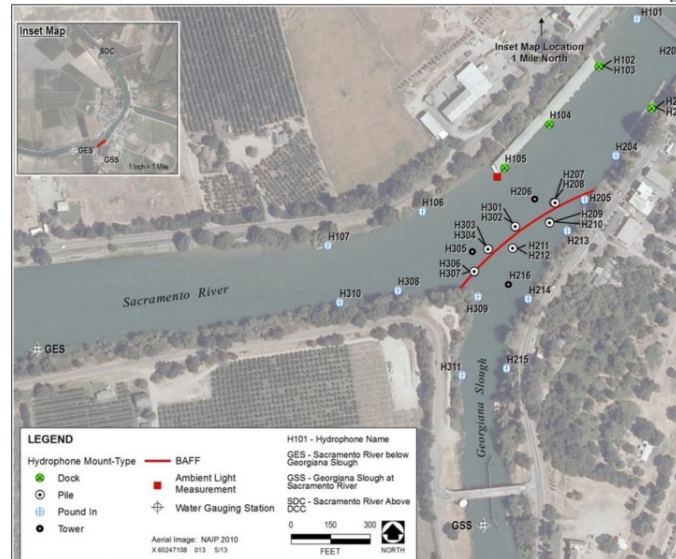 Inset Map
SDC
GES
GSS
1 Inch = 1 Mile
Inset Map Location
1 Mile North
H101
H102
H103
H104
H105
H106
H107
H204
H205
H206
H207
H208
H209
H210
H211
H212
H213
H214
H215
H216
H301
H302
H303
H304
H305
H306
H307
H308
H309
H310
H311
Sacramento River
Georgiana Slough
GES
GSS
LEGEND
Hydrophone Mount-Type
Dock
Pile
Pound In
Tower
BAFF
Ambient Light
Measurement
Water Gauging Station
Aerial Image: NAIP 2010
X 60247108 013 5/13
H101 - Hydrophone Name
GES - Sacramento River below
Georgiana Slough
GSS - Georgiana Slough at
Sacramento River
SDC - Sacramento River Above
DCC
0 150 300
FEET
NORTH